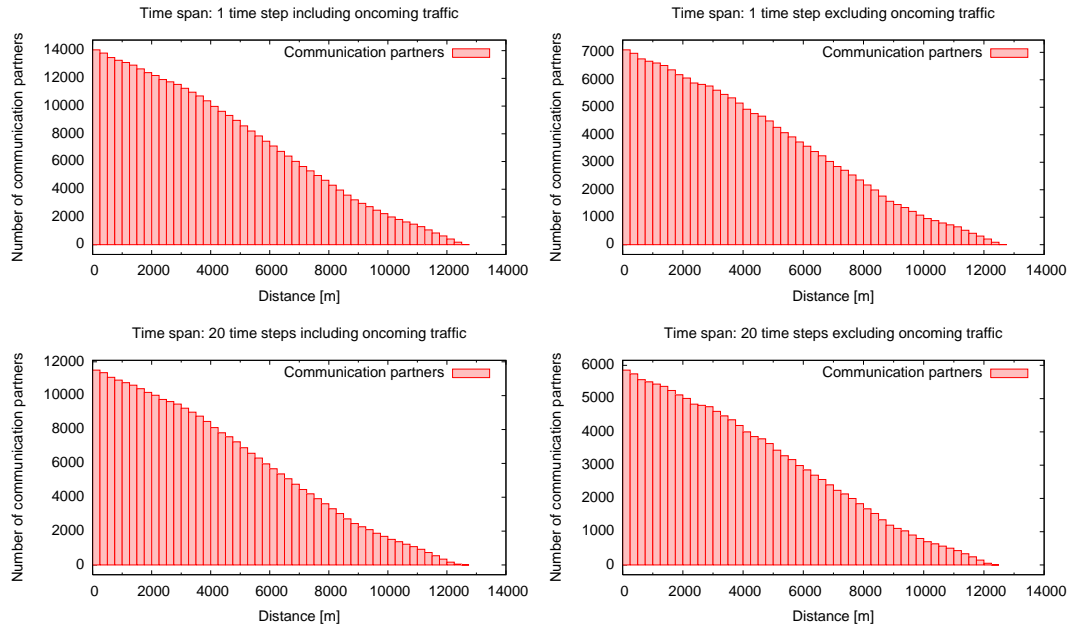 Time span: 1 time step including oncoming traffic
Number of communication partners
14000
12000
10000
8000
6000
4000
2000
0
Communication partners
0 2000 4000 6000 8000 10000 12000 14000
Distance [m]
Time span: 1 time step excluding oncoming traffic
Number of communication partners
7000
6000
5000
4000
3000
2000
1000
0
Communication partners
0 2000 4000 6000 8000 10000 12000 14000
Distance [m]
Time span: 20 time steps including oncoming traffic
Number of communication partners
12000
10000
8000
6000
4000
2000
0
Communication partners
0 2000 4000 6000 8000 10000 12000 14000
Distance [m]
Time span: 20 time steps excluding oncoming traffic
Number of communication partners
6000
5000
4000
3000
2000
1000
0
Communication partners
0 2000 4000 6000 8000 10000 12000 14000
Distance [m]